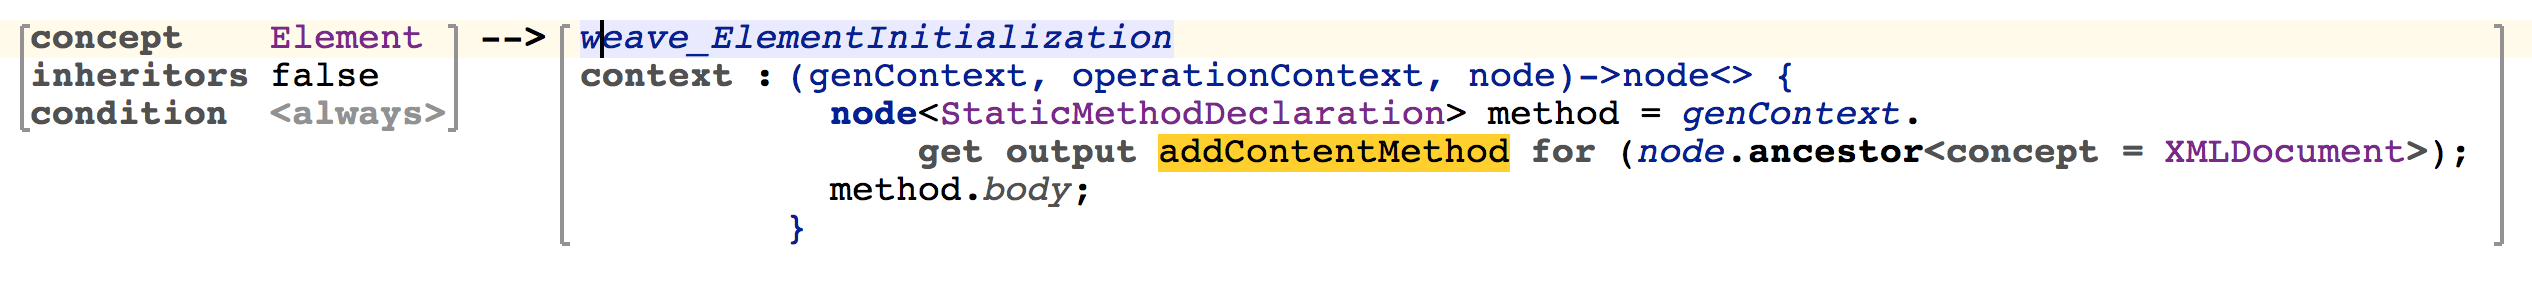 concept Element --> weave_ElementInitialization
inheritors false context : (genContext, operationContext, node)->node<> {
condition <always> node<StaticMethodDeclaration> method = genContext.
get output addContentMethod for (node.ancestor<concept = XMLDocument>);
method.body;
}